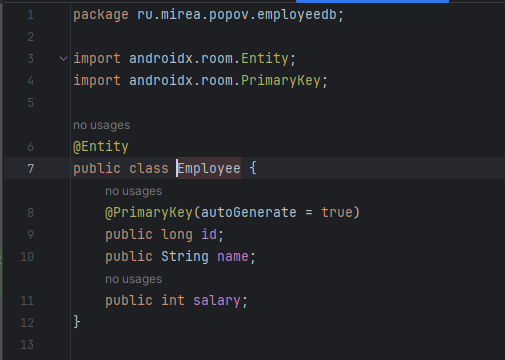 1 package ru.mirea.popov.employeedb;
2
3 import androidx.room.Entity;
4 import androidx.room.PrimaryKey;
5
no usages
6 @Entity
7 public class Employee {
no usages
8 @PrimaryKey(autoGenerate = true)
9 public long id;
10 public String name;
no usages
11 public int salary;
12 }
13